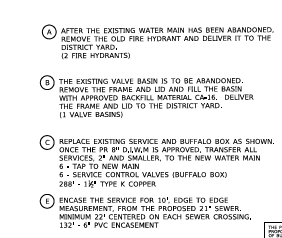 A AFTER THE EXISTING WATER MAIN HAS BEEN ABANDONED,
REMOVE THE OLD FIRE HYDRANT AND DELIVER IT TO THE
DISTRICT YARD.
(2 FIRE HYDRANTS)
B THE EXISTING VALVE BASIN IS TO BE ABANDONED.
REMOVE THE FRAME AND LID AND FILL THE BASIN
WITH APPROVED BACKFILL MATERIAL CA-16. DELIVER
THE FRAME AND LID TO THE DISTRICT YARD.
(1 VALVE BASINS)
C REPLACE EXISTING SERVICE AND BUFFALO BOX AS SHOWN.
ONCE THE PR 8" D.I.W.M IS APPROVED, TRANSFER ALL
SERVICES, 2" AND SMALLER, TO THE NEW WATER MAIN
6 - TAP TO NEW MAIN
6 - SERVICE CONTROL VALVES (BUFFALO BOX)
288' - 1½" TYPE K COPPER
E ENCASE THE SERVICE FOR 10', EDGE TO EDGE
MEASUREMENT, FROM THE PROPOSED 21" SEWER.
MINIMUM 22' CENTERED ON EACH SEWER CROSSING.
132' - 6" PVC ENCASEMENT
THE P
PROPO
OF BU